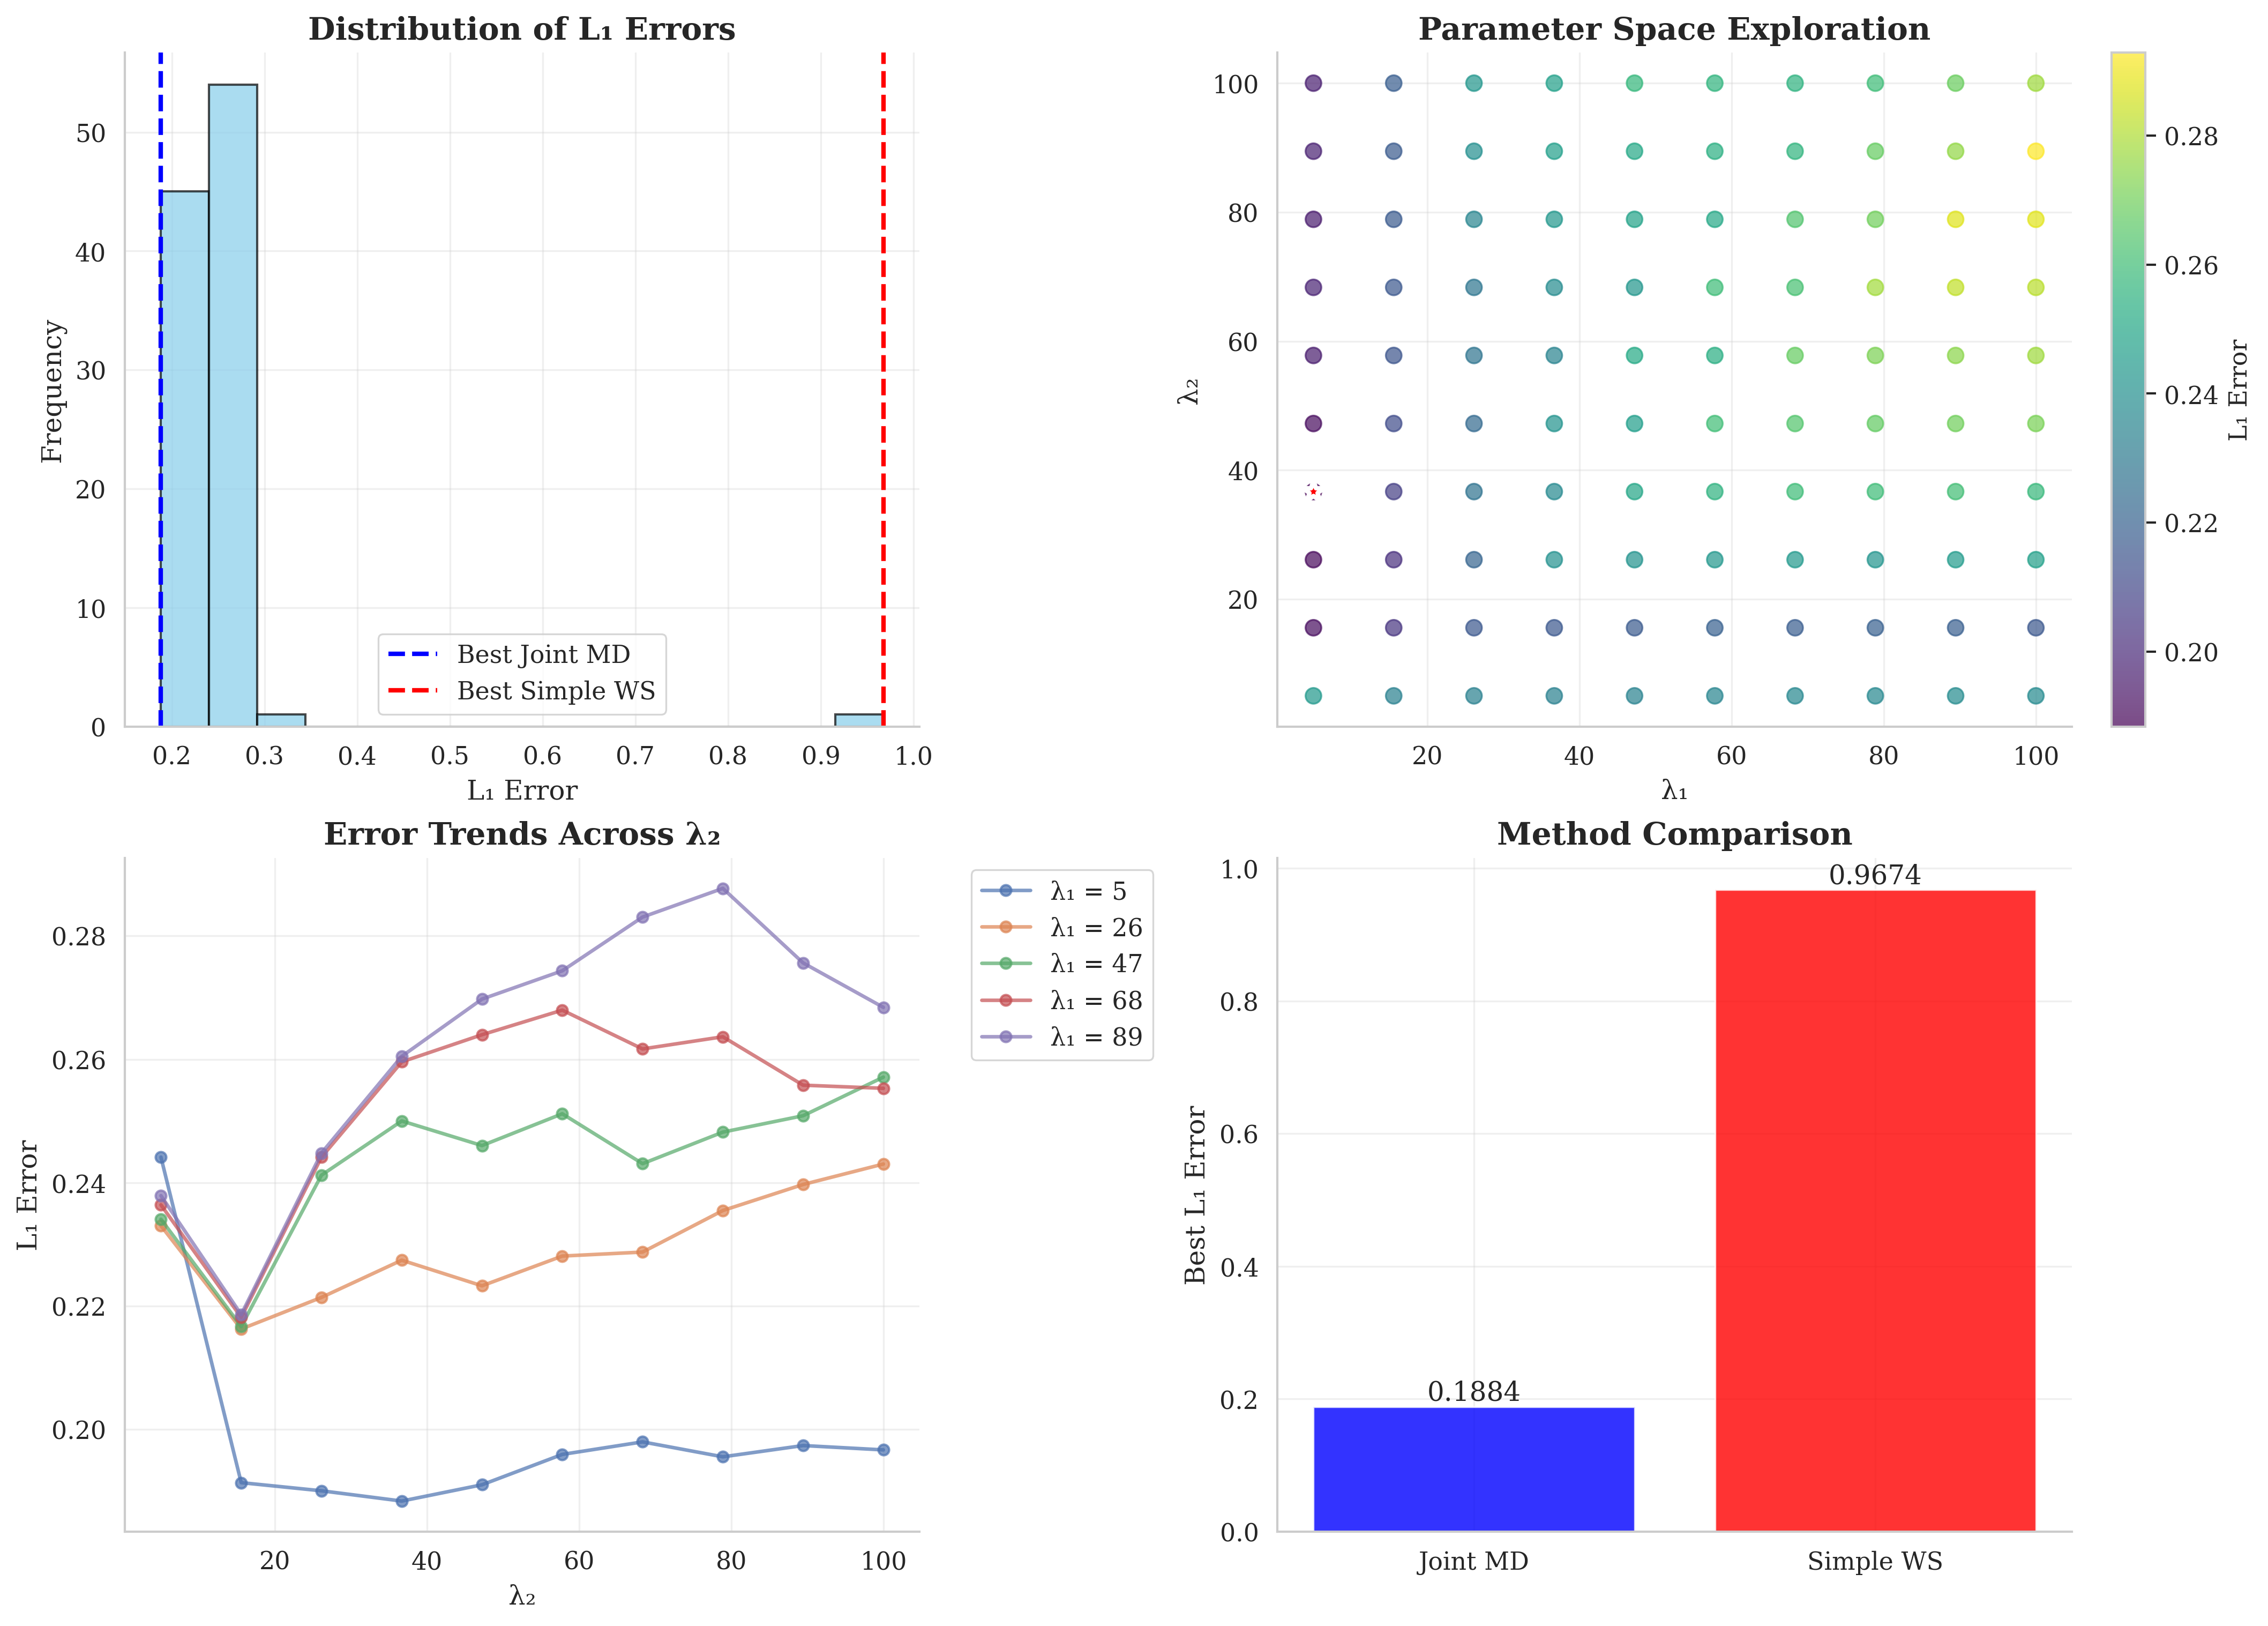 Distribution of L₁ Errors
Frequency
50
40
30
20
10
0
0.2 0.3 0.4 0.5 0.6 0.7 0.8 0.9 1.0
L₁ Error
Best Joint MD
Best Simple WS
Parameter Space Exploration
λ₂
100
80
60
40
20
20 40 60 80 100
λ₁
0.28
0.26
0.24
0.22
0.20
L₁ Error
Error Trends Across λ₂
L₁ Error
0.28
0.26
0.24
0.22
0.20
20 40 60 80 100
λ₂
λ₁ = 5
λ₁ = 26
λ₁ = 47
λ₁ = 68
λ₁ = 89
Method Comparison
Best L₁ Error
1.0
0.8
0.6
0.4
0.2
0.0
0.1884
0.9674
Joint MD
Simple WS